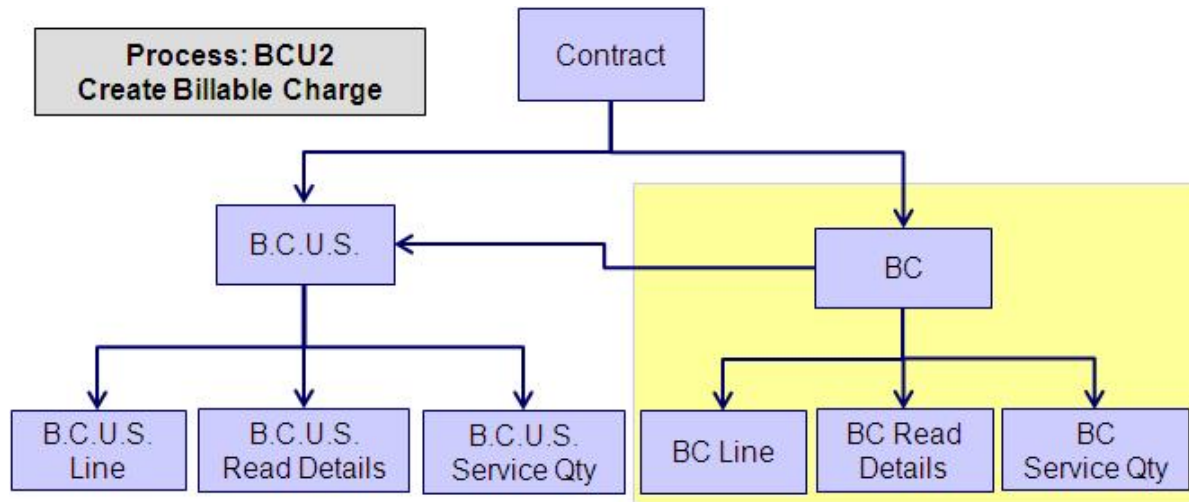 Process: BCU2
Create Billable Charge
Contract
B.C.U.S.
BC
B.C.U.S.
Line
B.C.U.S.
Read Details
B.C.U.S.
Service Qty
BC Line
BC Read
Details
BC
Service Qty